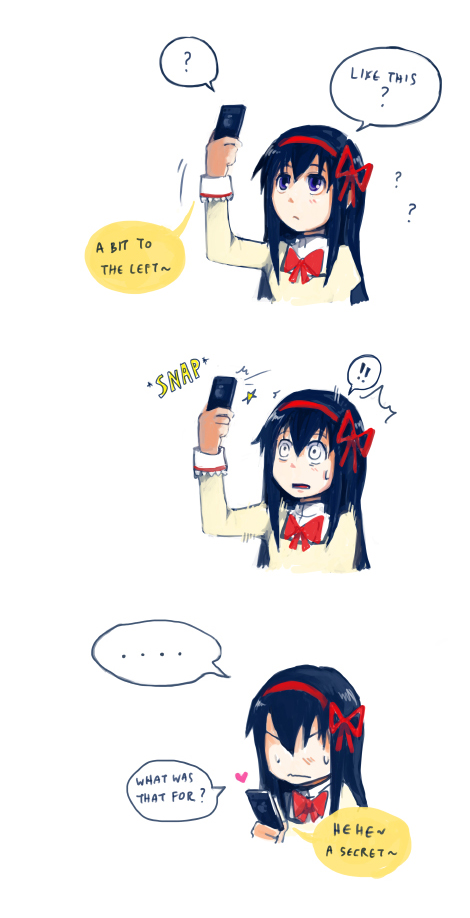 ?
LIKE THIS
?
?
?
A BIT TO
THE LEFT~
SNAP
!!
. . . .
WHAT WAS
THAT FOR?
HEHE~
A SECRET~